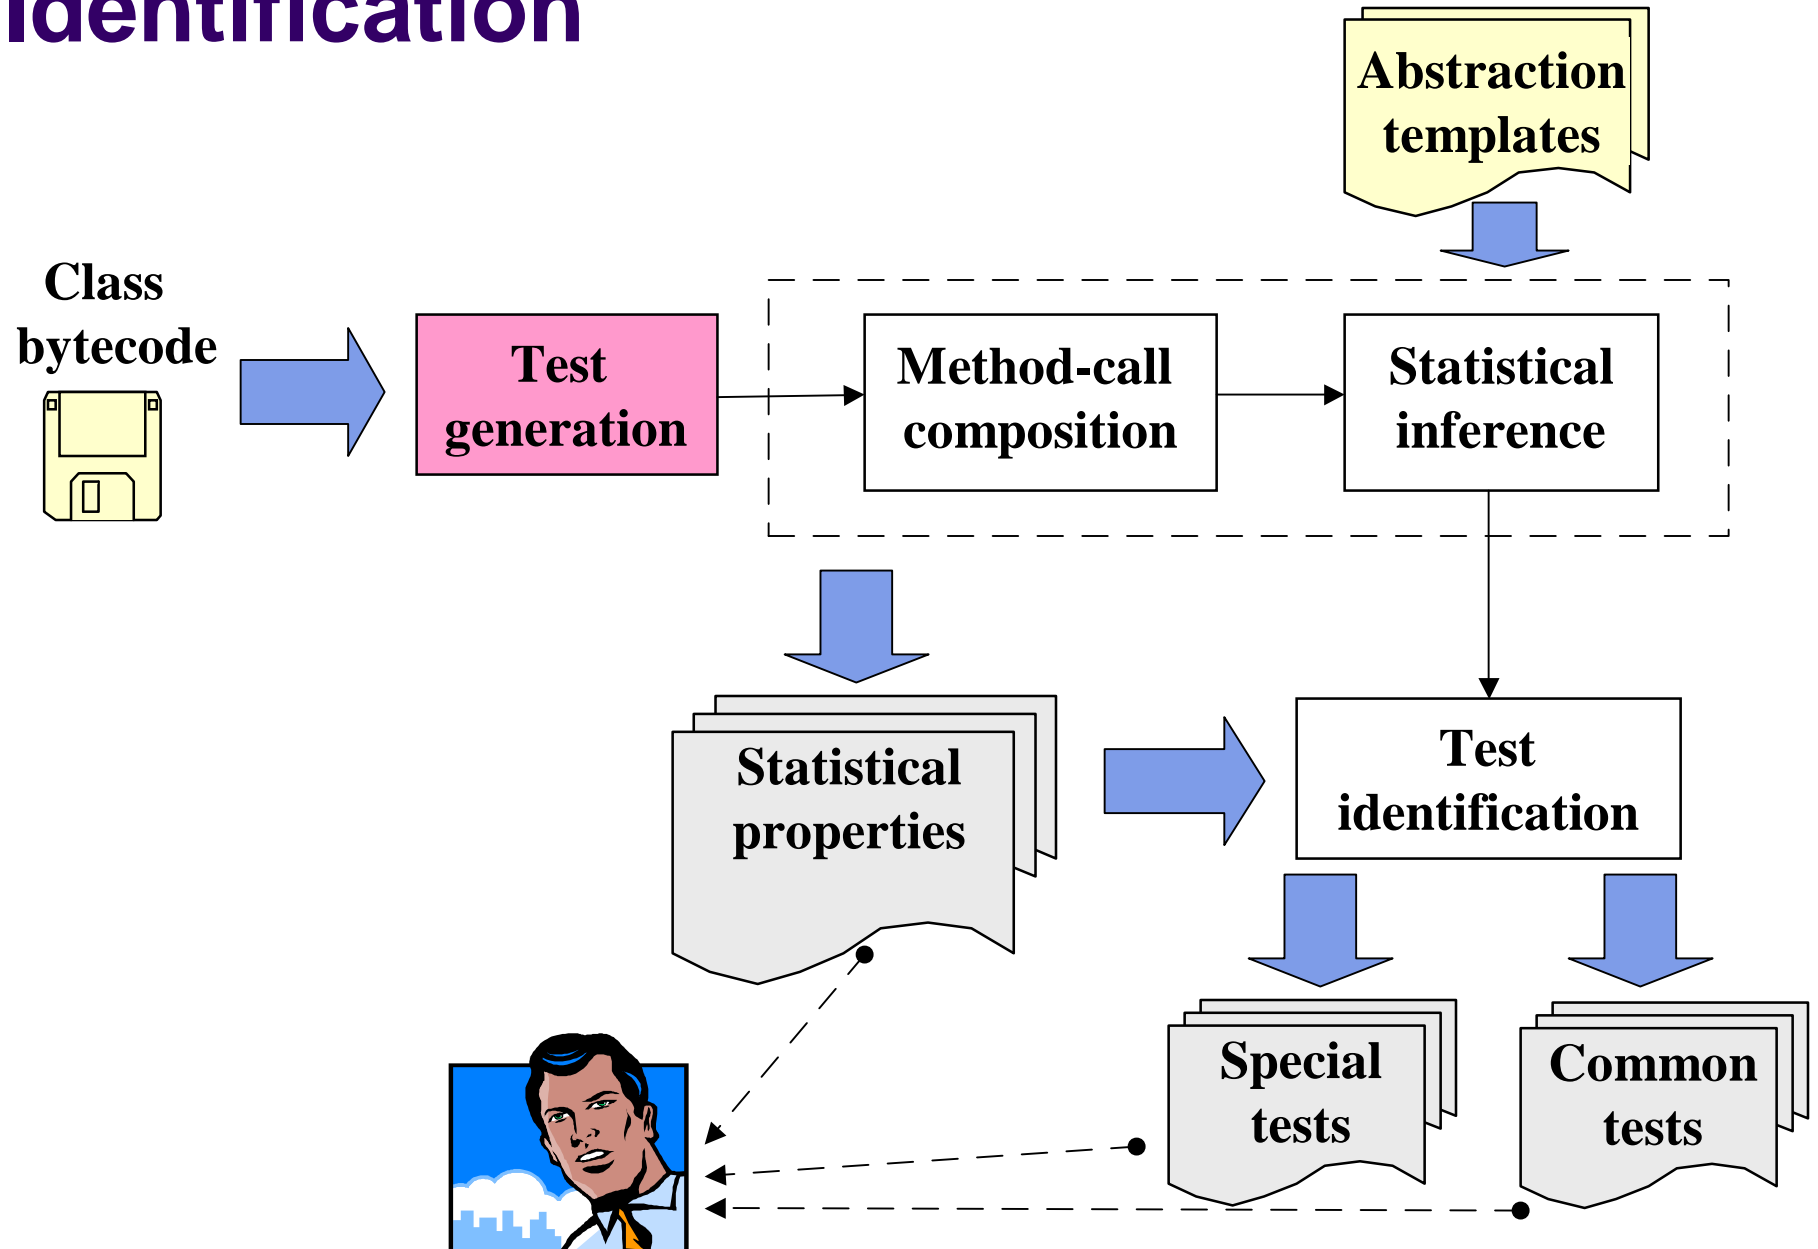 Identification
Abstraction
templates
Class
bytecode
Test
generation
Method-call
composition
Statistical
inference
Statistical
properties
Test
identification
Special
tests
Common
tests